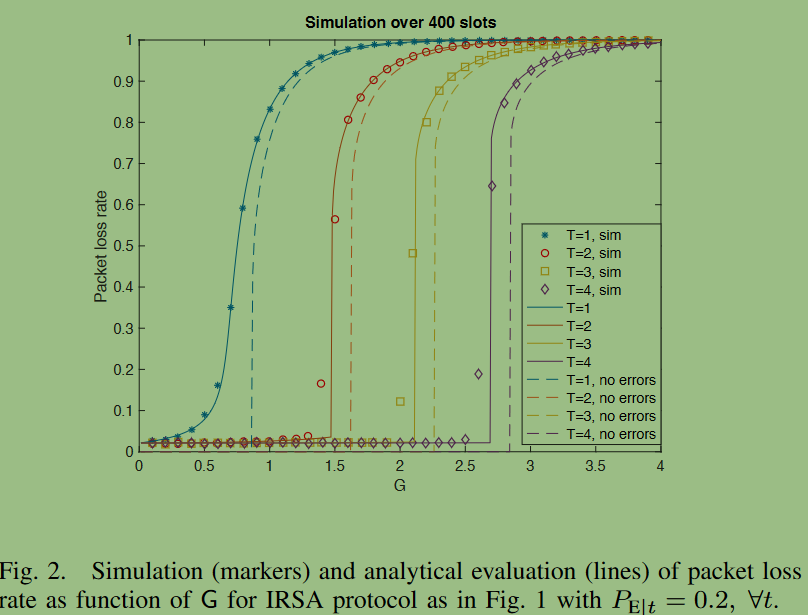 Simulation over 400 slots
1
0.9
0.8
0.7
0.6
0.5
0.4
0.3
0.2
0.1
0
Packet loss rate
0 0.5 1 1.5 2 2.5 3 3.5 4
G
T=1, sim
T=2, sim
T=3, sim
T=4, sim
T=1
T=2
T=3
T=4
T=1, no errors
T=2, no errors
T=3, no errors
T=4, no errors
Fig. 2. Simulation (markers) and analytical evaluation (lines) of packet loss
rate as function of G for IRSA protocol as in Fig. 1 with P_{E|t} = 0.2, ∀t.